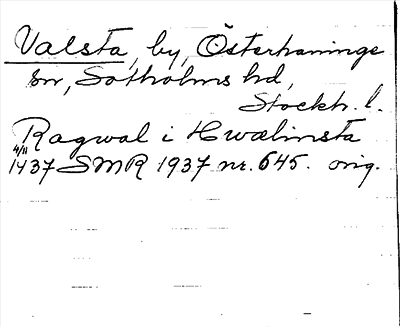 Valsta, by, Österhaninge
sn, Sotholms hd,
Stockh. l.
Ragwal i Hwalinsta
4/11
1437 SMR 1937 nr. 645. orig.